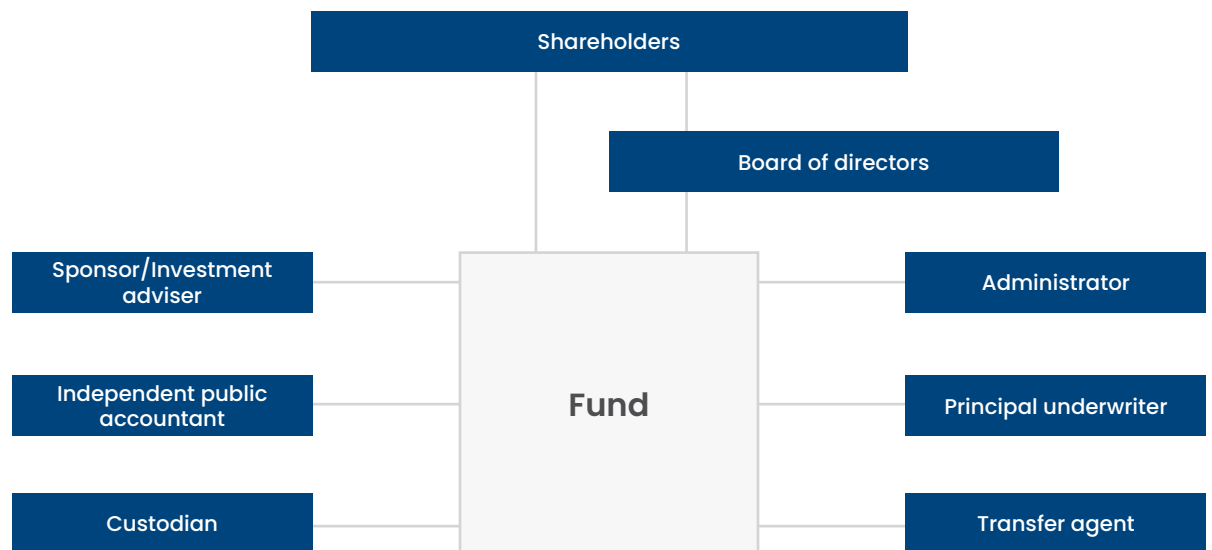 Shareholders
Board of directors
Sponsor/Investment
adviser
Administrator
Independent public
accountant
Fund
Principal underwriter
Custodian
Transfer agent